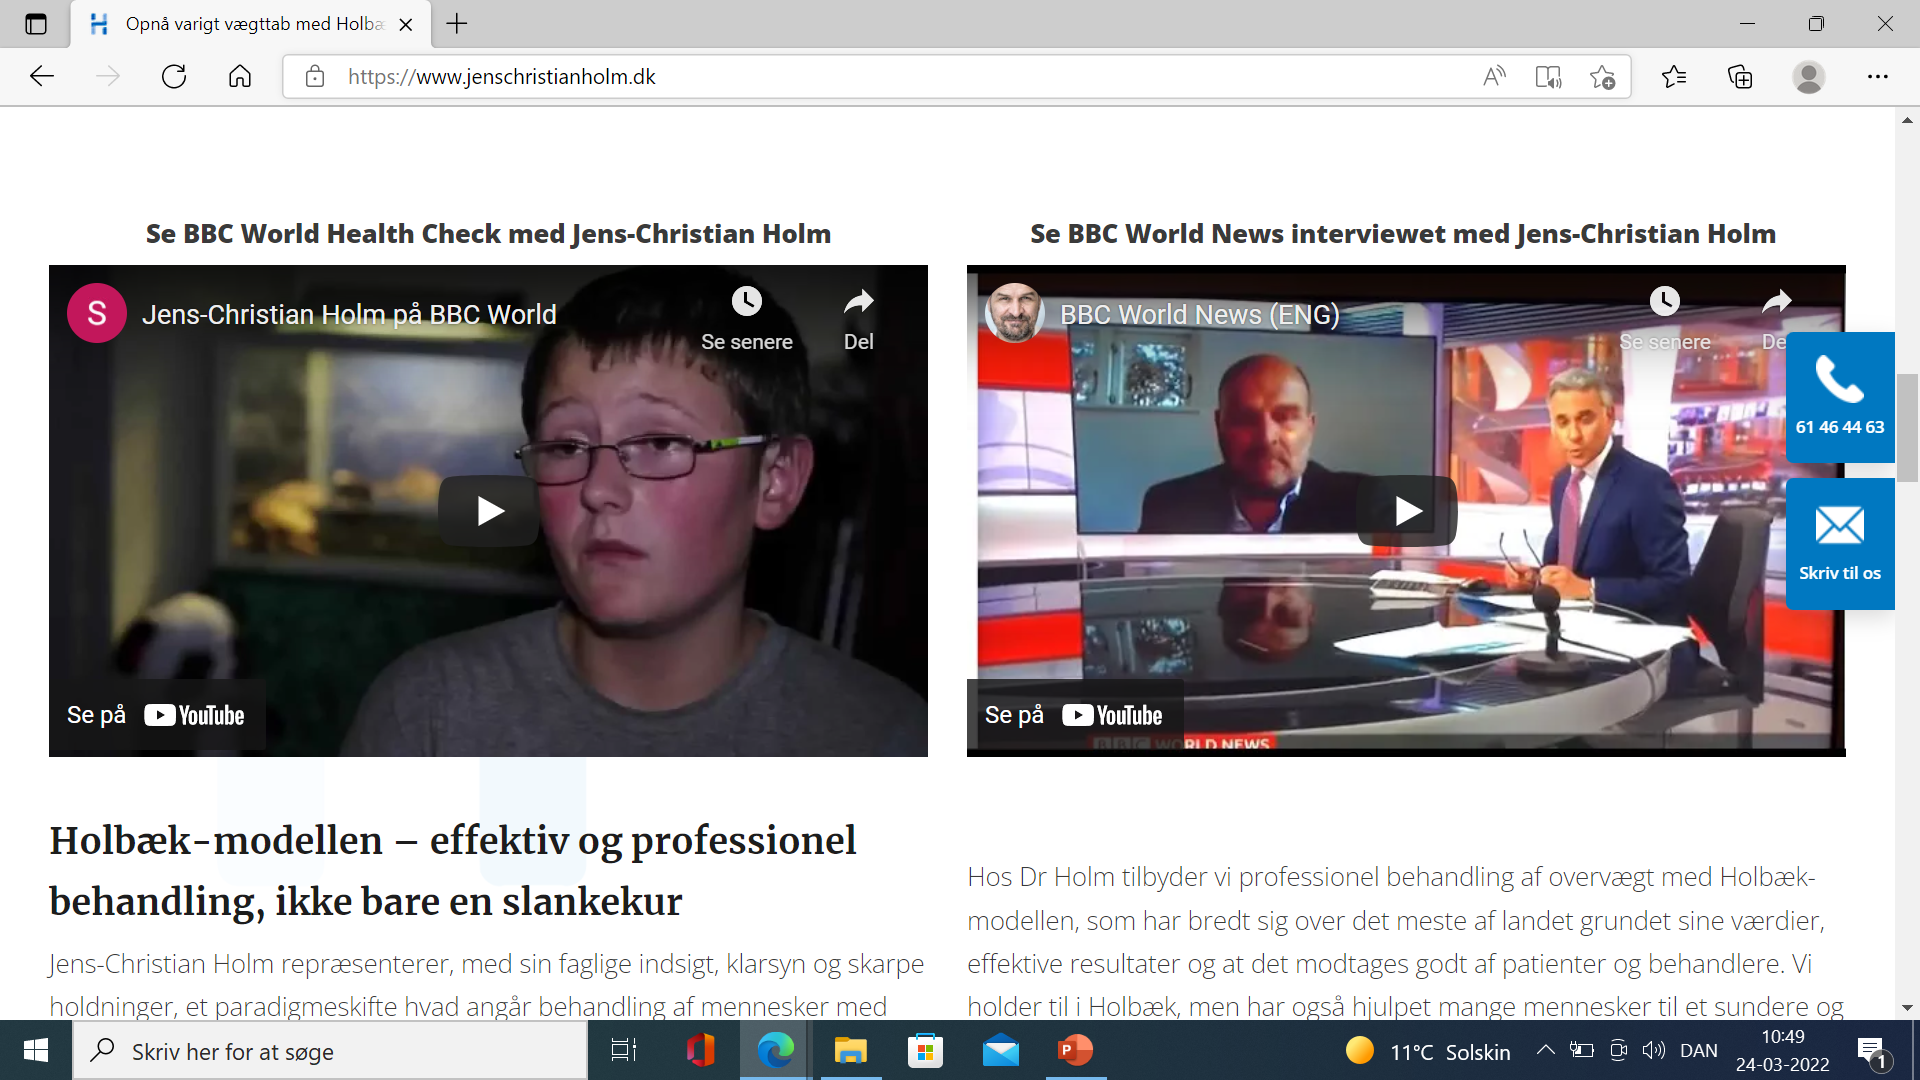 Opnå varigt vægttab med Holbæ
https://www.jenschristianholm.dk
Se BBC World Health Check med Jens-Christian Holm
S
Jens-Christian Holm på BBC World
Se senere
Del
Se på YouTube
Se BBC World News interviewet med Jens-Christian Holm
BBC World News (ENG)
Se senere
De
Se på YouTube
BBC WORLD NEWS
61 46 44 63
Skriv til os
Holbæk-modellen – effektiv og professionel
behandling, ikke bare en slankekur
Jens-Christian Holm repræsenterer, med sin faglige indsigt, klarsyn og skarpe
holdninger, et paradigmeskifte hvad angår behandling af mennesker med
Hos Dr Holm tilbyder vi professionel behandling af overvægt med Holbæk-
modellen, som har bredt sig over det meste af landet grundet sine værdier,
effektive resultater og at det modtages godt af patienter og behandlere. Vi
holder til i Holbæk, men har også hjulpet mange mennesker til et sundere og
Skriv her for at søge
11°C Solskin
DAN
10:49
24-03-2022
1